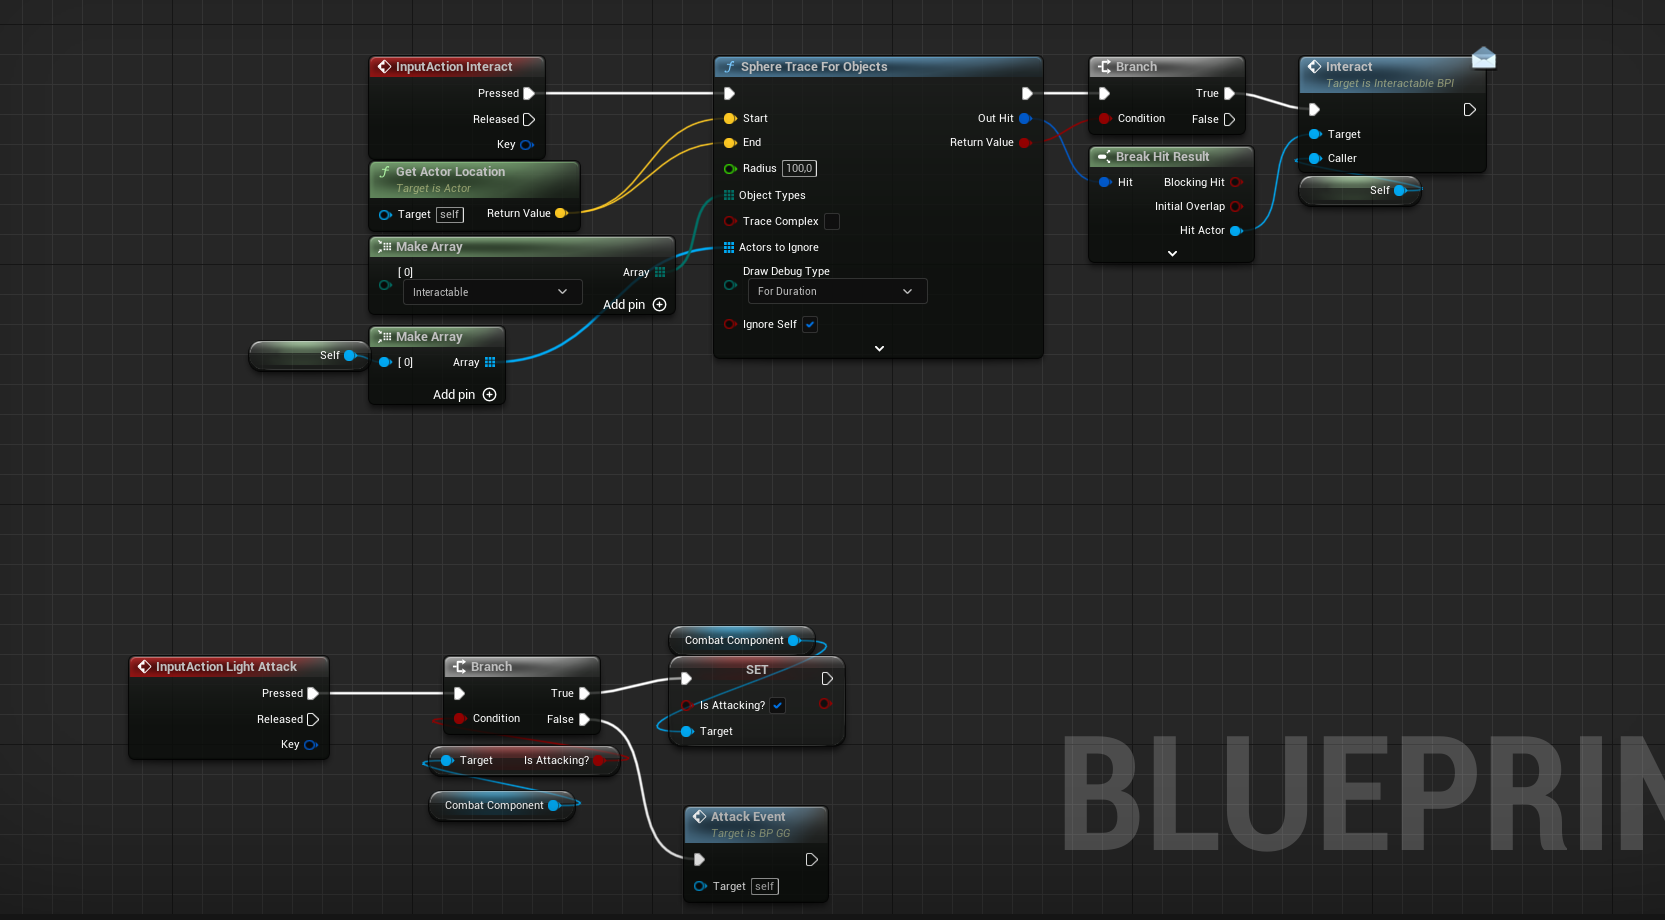 InputAction Interact
Pressed
Released
Key
Get Actor Location
Target is Actor
Target self Return Value
Make Array
[ 0] Array
Interactable
Add pin
Self
Make Array
[ 0] Array
Add pin
Sphere Trace For Objects
Start Out Hit
End Return Value
Radius 100,0
Object Types
Trace Complex
Actors to Ignore
Draw Debug Type
For Duration
Ignore Self
Branch
True
Condition False
Break Hit Result
Hit Blocking Hit
Initial Overlap
Hit Actor
Interact
Target is Interactable BPI
Target
Caller
Self
InputAction Light Attack
Pressed
Released
Key
Branch
True
Condition False
Target Is Attacking?
Combat Component
Combat Component
SET
Is Attacking?
Target
Attack Event
Target is BP GG
Target self
BLUEPRIN